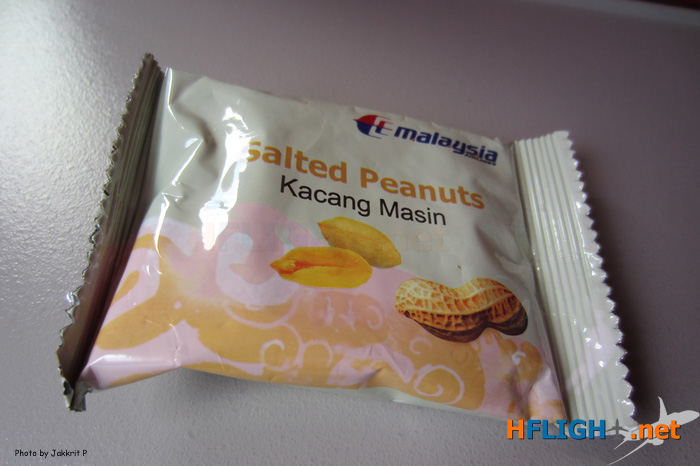 malaysia
Salted Peanuts
Kacang Masin
Photo by Jakkrit P
HFLIGHT.net